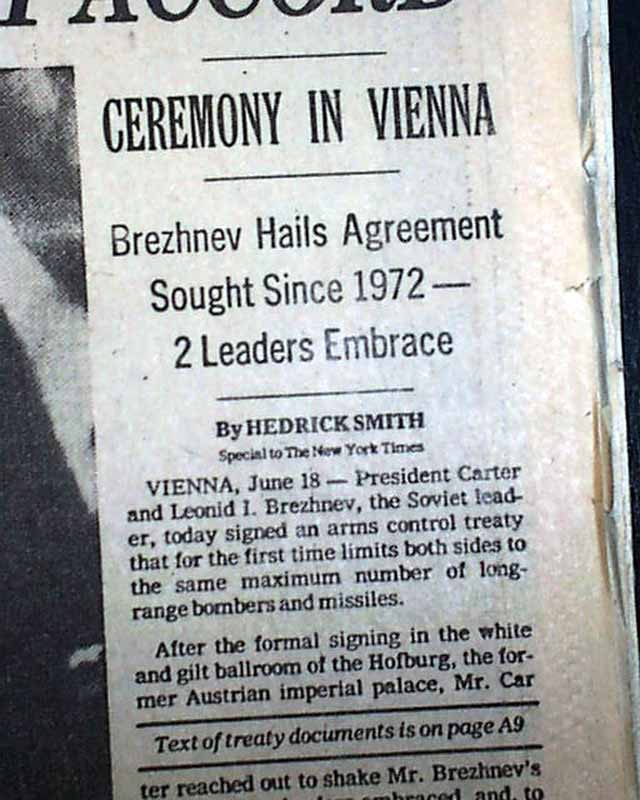 ACCORD
CEREMONY IN VIENNA
Brezhnev Hails Agreement
Sought Since 1972—
2 Leaders Embrace
By HEDRICK SMITH
Special to The New York Times
VIENNA, June 18 — President Carter
and Leonid I. Brezhnev, the Soviet lead-
er, today signed an arms control treaty
that for the first time limits both sides to
the same maximum number of long-
range bombers and missiles.
After the formal signing in the white
and gilt ballroom of the Hofburg, the for-
mer Austrian imperial palace, Mr. Car
Text of treaty documents is on page A9
ter reached out to shake Mr. Brezhnev's
embraced, and, to